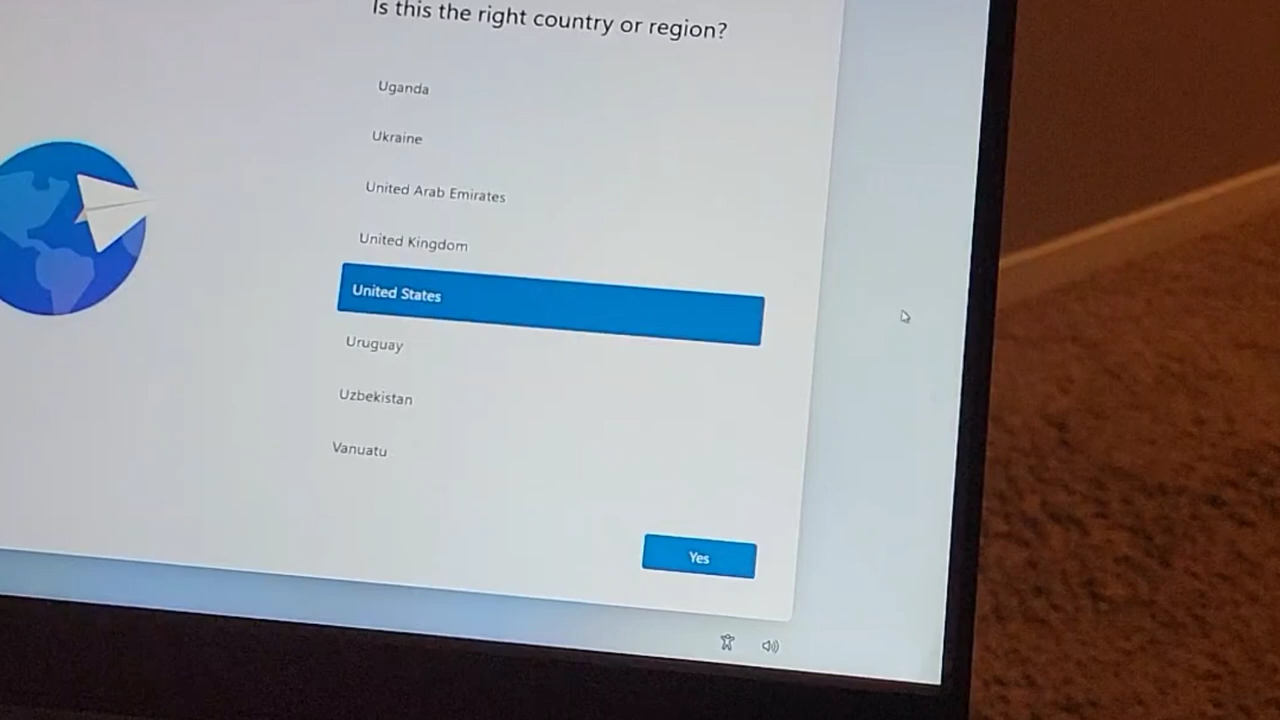 Is this the right country or region?
Uganda
Ukraine
United Arab Emirates
United Kingdom
United States
Uruguay
Uzbekistan
Vanuatu
Yes